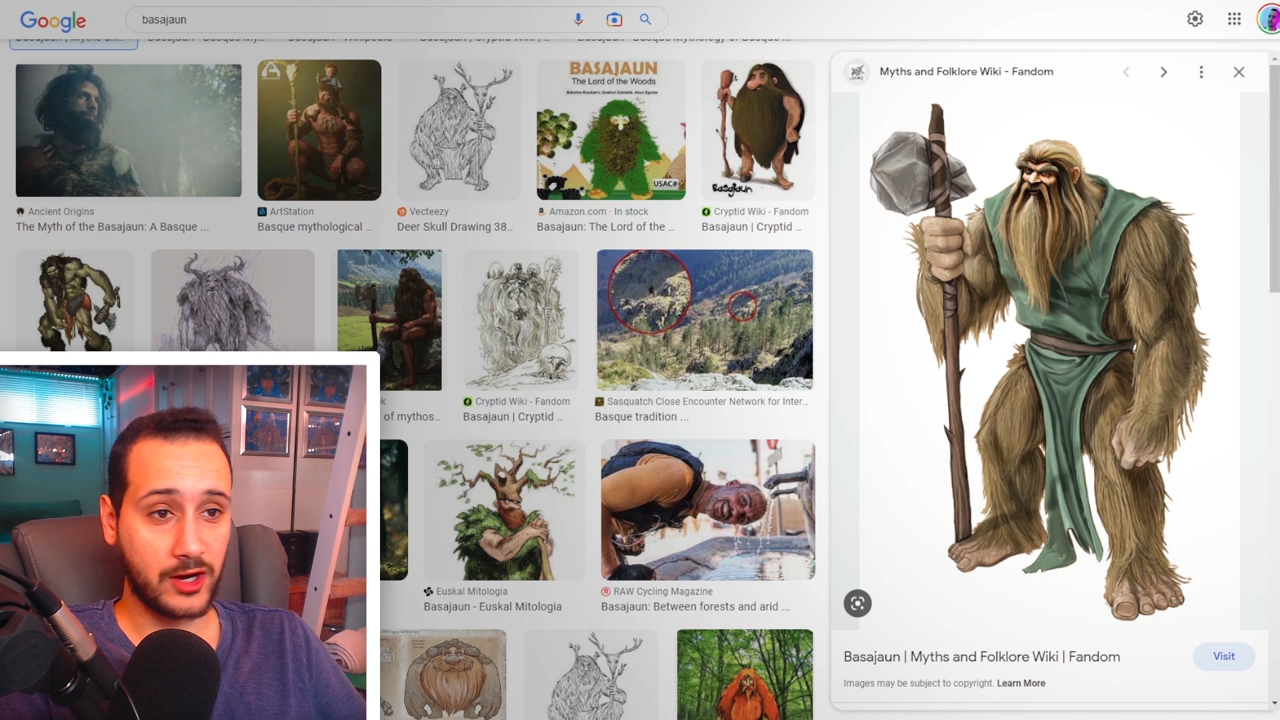 Google
basajaun
Myths and Folklore Wiki - Fandom
BASAJAUN
The Lord of the Woods
USAC
Basajaun
Ancient Origins
The Myth of the Basajaun: A Basque ...
ArtStation
Basque mythological ..
Vecteezy
Deer Skull Drawing 38...
Amazon.com · In stock
Basajaun: The Lord of the ...
Cryptid Wiki - Fandom
Basajaun | Cryptid ..
of mythos...
Cryptid Wiki - Fandom
Basajaun | Cryptid ..
Sasquatch Close Encounter Network for Inter...
Basque tradition ...
Euskal Mitologia
Basajaun - Euskal Mitologia
RAW Cycling Magazine
Basajaun: Between forests and arid ...
Basajaun | Myths and Folklore Wiki | Fandom
Visit
Images may be subject to copyright. Learn More